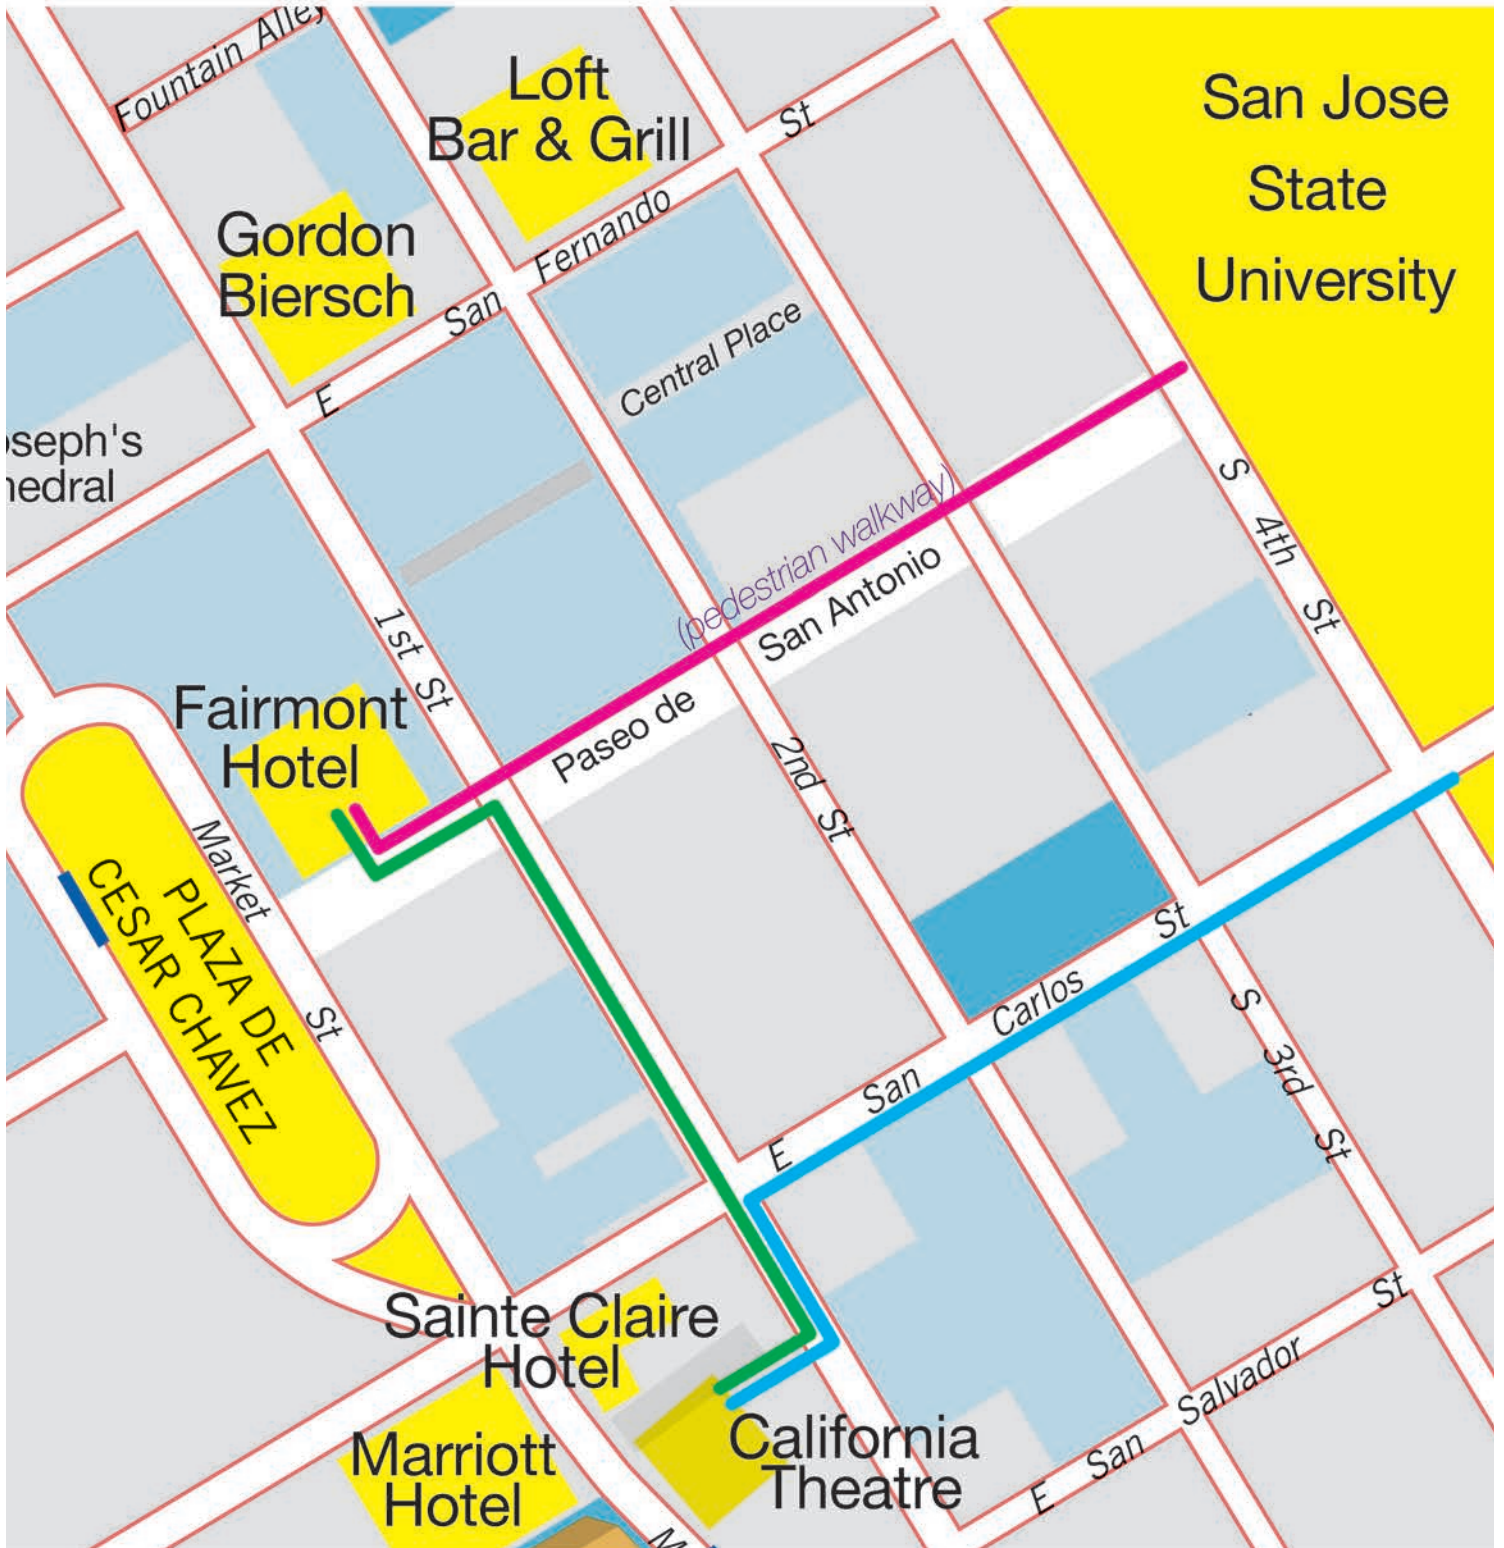 Fountain Alley
Loft
Bar & Grill
St
San Jose
State
University
Gordon
Biersch
Fernando
San
E
Central Place
oseph's
hedral
S 4th St
(pedestrian walkway)
San Antonio
Paseo de
1st St
Fairmont
Hotel
2nd St
Market St
PLAZA DE
CESAR CHAVEZ
St
Carlos
San
E
S 3rd St
Sainte Claire
Hotel
St
Salvador
San
E
California
Theatre
Marriott
Hotel
M